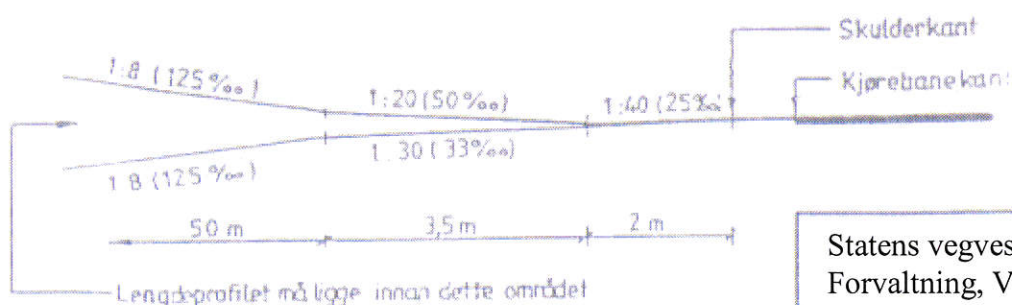 Skulderkant
Kjørebanekant
1:8 (125‰)
1:20 (50‰)
1:40 (25‰)
1:30 (33‰)
1:8 (125‰)
50 m
3,5 m
2 m
Lengdeprofilet må ligge innan dette området
Statens vegves
Forvaltning, V